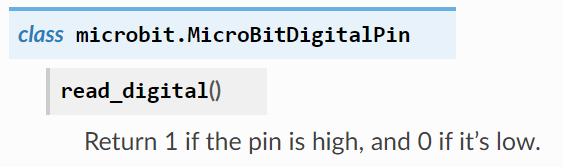 class microbit.MicroBitDigitalPin
read_digital()
Return 1 if the pin is high, and 0 if it’s low.